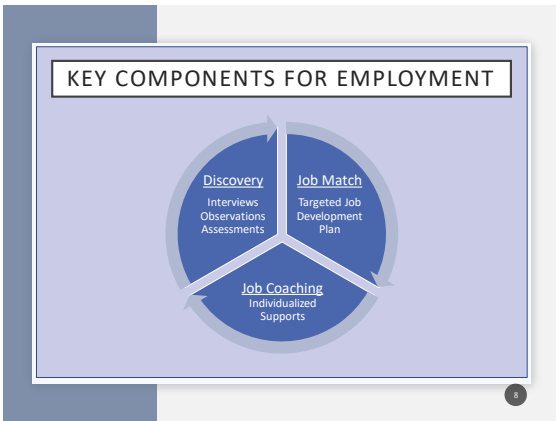 KEY COMPONENTS FOR EMPLOYMENT
Discovery
Interviews
Observations
Assessments
Job Match
Targeted Job
Development
Plan
Job Coaching
Individualized
Supports
8